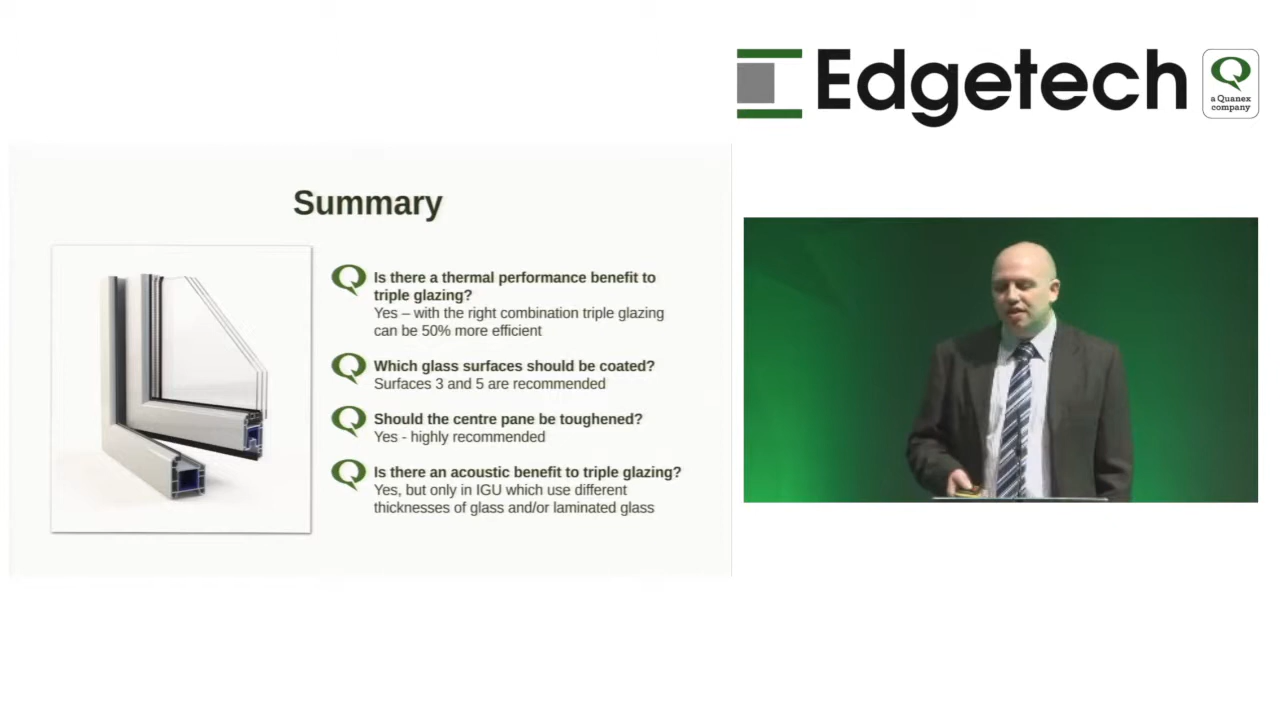 Edgetech
a Quanex
company
Summary
Is there a thermal performance benefit to
triple glazing?
Yes – with the right combination triple glazing
can be 50% more efficient
Which glass surfaces should be coated?
Surfaces 3 and 5 are recommended
Should the centre pane be toughened?
Yes - highly recommended
Is there an acoustic benefit to triple glazing?
Yes, but only in IGU which use different
thicknesses of glass and/or laminated glass